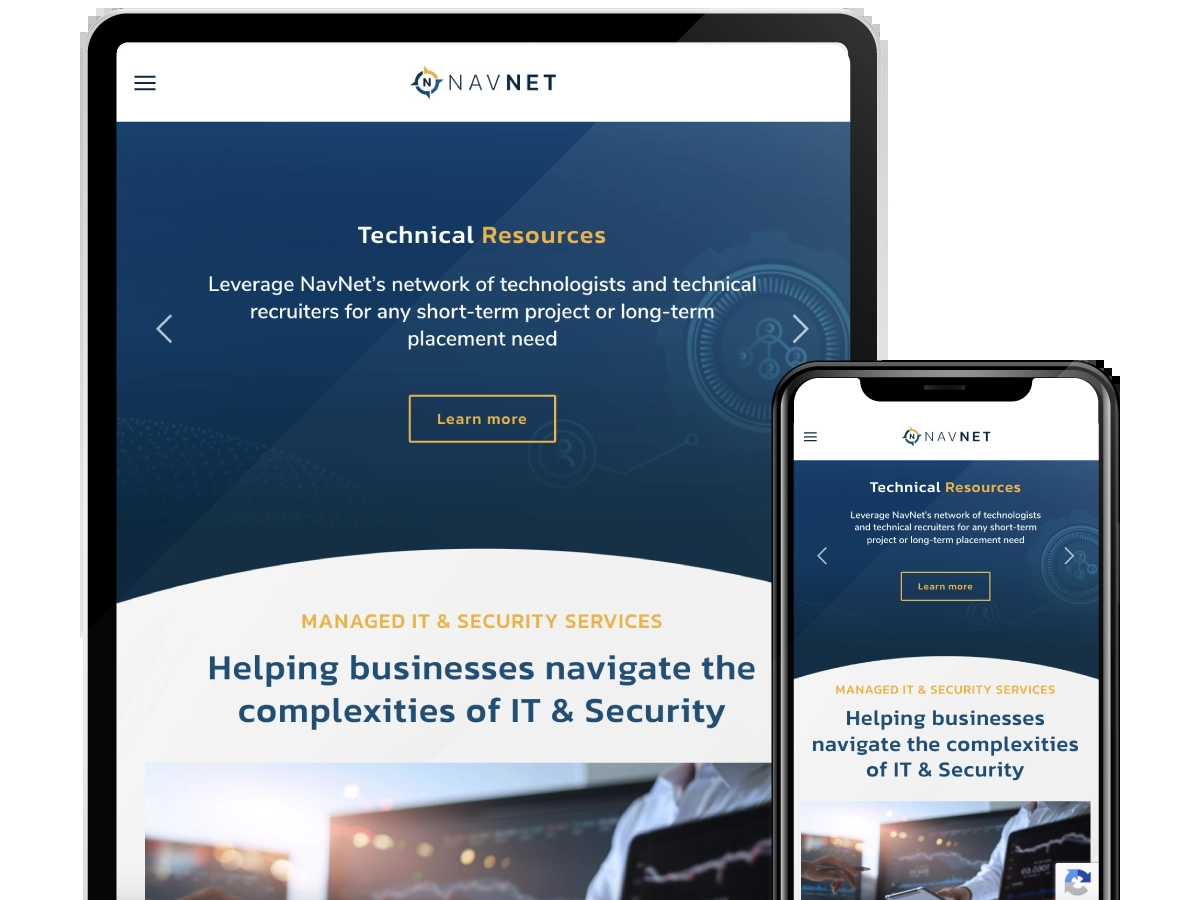 N NAVNET
Technical Resources
Leverage NavNet's network of technologists and technical
recruiters for any short-term project or long-term
placement need
Learn more
MANAGED IT & SECURITY SERVICES
Helping businesses navigate the
complexities of IT & Security
N NAVNET
Technical Resources
Leverage NavNet's network of technologists
and technical recruiters for any short-term
project or long-term placement need
Learn more
MANAGED IT & SECURITY SERVICES
Helping businesses
navigate the complexities
of IT & Security